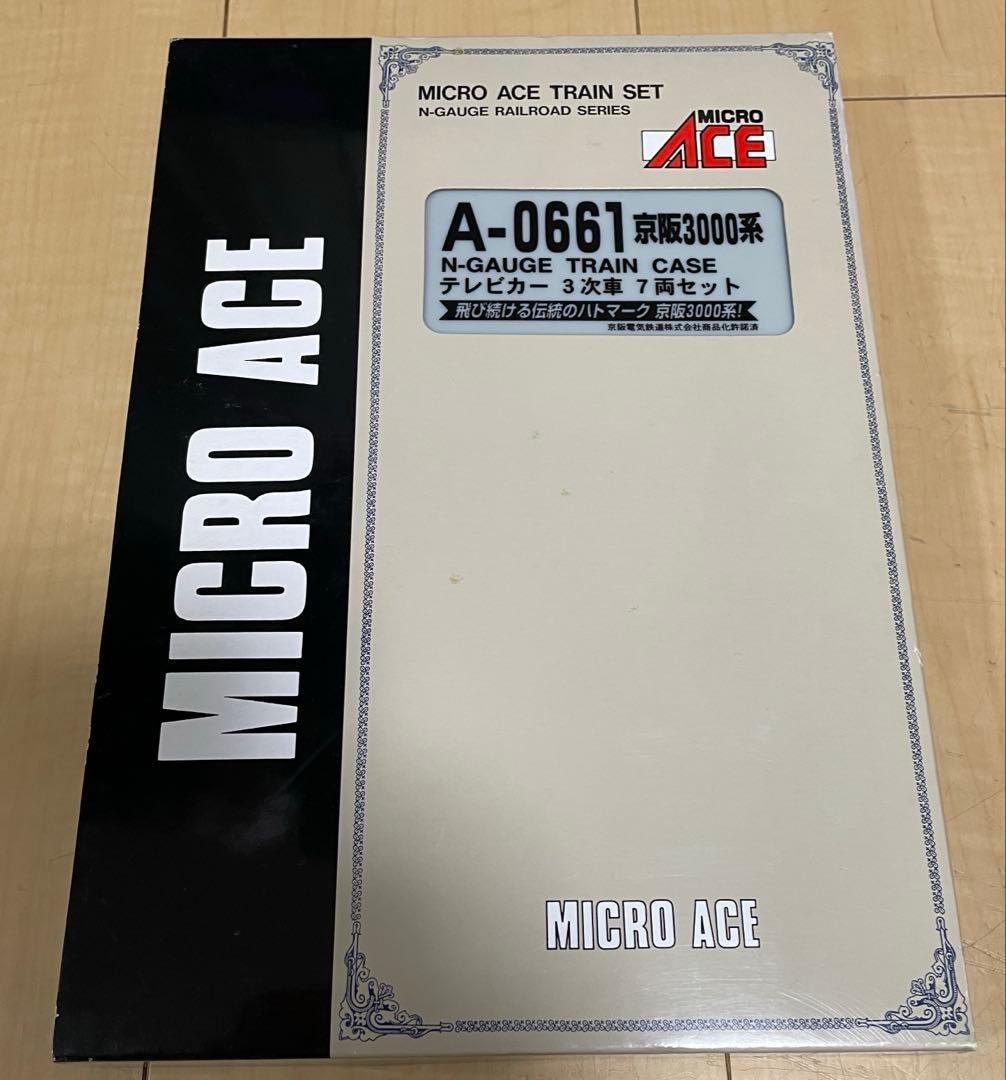 MICRO ACE
MICRO ACE TRAIN SET
N-GAUGE RAILROAD SERIES
MICRO
ACE
A-0661 京阪3000系
N-GAUGE TRAIN CASE
テレビカー 3次車 7両セット
飛び続ける伝統のハトマーク 京阪3000系!
京阪電気鉄道株式会社商品化許諾済
MICRO ACE